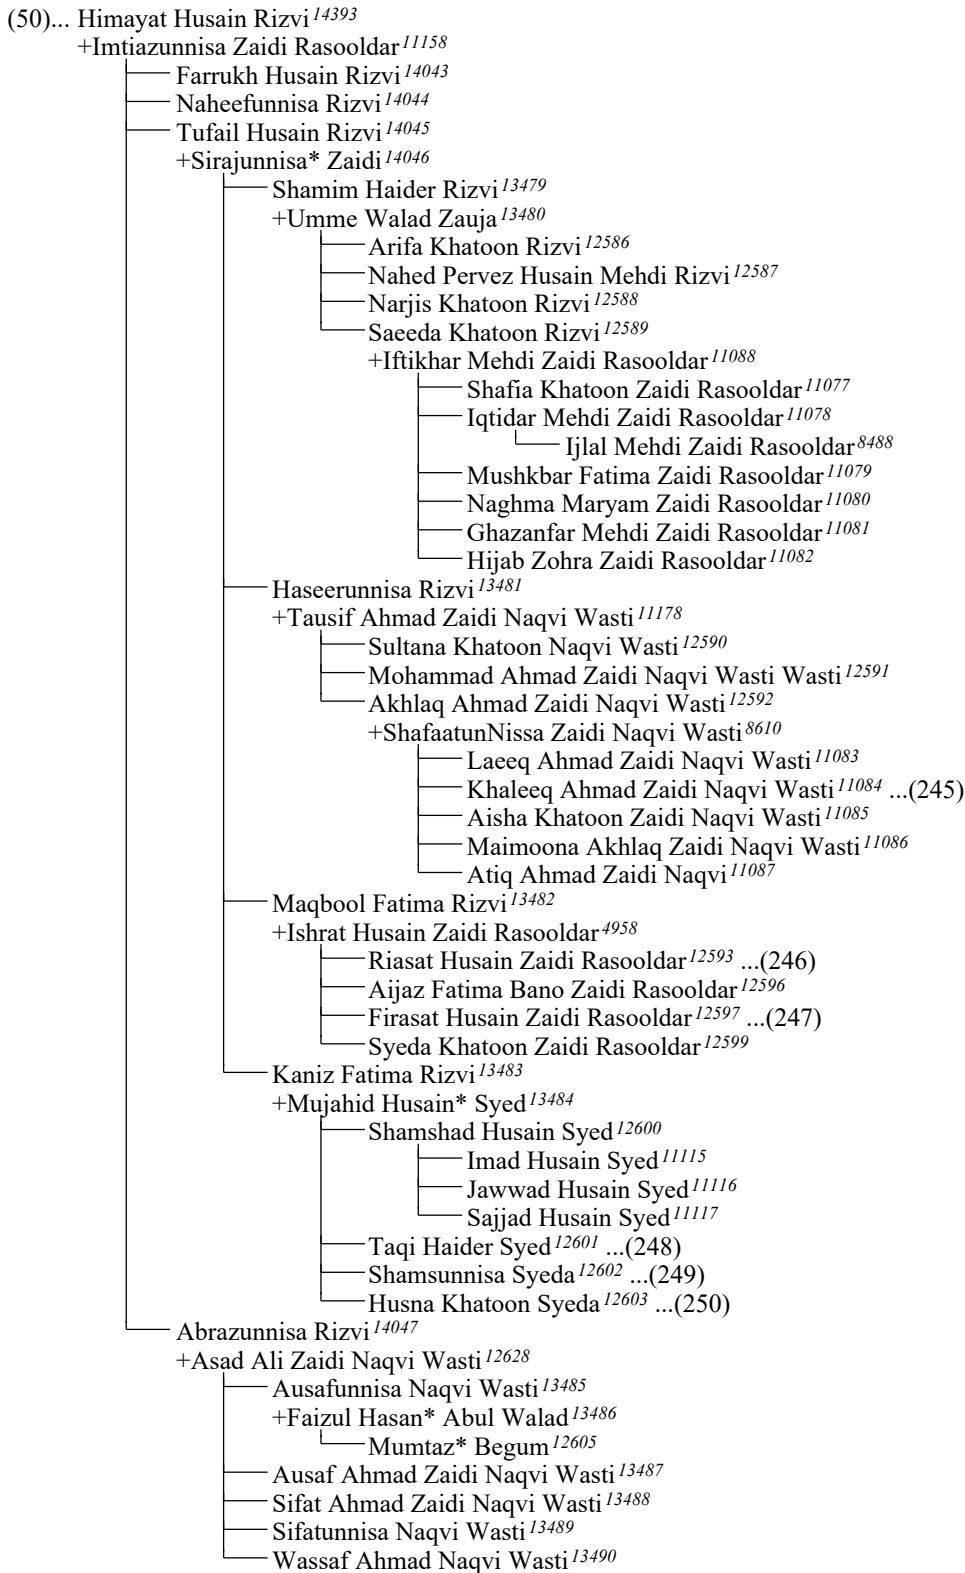 (50)... Himayat Husain Rizvi 14393
+Imtiazunnisa Zaidi Rasooldar 11158
Farrukh Husain Rizvi 14043
Naheefunnisa Rizvi 14044
Tufail Husain Rizvi 14045
+Sirajunnisa* Zaidi 14046
Shamim Haider Rizvi 13479
+Umme Walad Zauja 13480
Arifa Khatoon Rizvi 12586
Nahed Pervez Husain Mehdi Rizvi 12587
Narjis Khatoon Rizvi 12588
Saeeda Khatoon Rizvi 12589
+Iftikhar Mehdi Zaidi Rasooldar 11088
Shafia Khatoon Zaidi Rasooldar 11077
Iqtidar Mehdi Zaidi Rasooldar 11078
Ijlal Mehdi Zaidi Rasooldar 8488
Mushkbar Fatima Zaidi Rasooldar 11079
Naghma Maryam Zaidi Rasooldar 11080
Ghazanfar Mehdi Zaidi Rasooldar 11081
Hijab Zohra Zaidi Rasooldar 11082
Haseerunnisa Rizvi 13481
+Tausif Ahmad Zaidi Naqvi Wasti 11178
Sultana Khatoon Naqvi Wasti 12590
Mohammad Ahmad Zaidi Naqvi Wasti Wasti 12591
Akhlaq Ahmad Zaidi Naqvi Wasti 12592
+ShafaatunNissa Zaidi Naqvi Wasti 8610
Laeeq Ahmad Zaidi Naqvi Wasti 11083
Khaleeq Ahmad Zaidi Naqvi Wasti 11084 ...(245)
Aisha Khatoon Zaidi Naqvi Wasti 11085
Maimoona Akhlaq Zaidi Naqvi Wasti 11086
Atiq Ahmad Zaidi Naqvi 11087
Maqbool Fatima Rizvi 13482
+Ishrat Husain Zaidi Rasooldar 4958
Riasat Husain Zaidi Rasooldar 12593 ...(246)
Aijaz Fatima Bano Zaidi Rasooldar 12596
Firasat Husain Zaidi Rasooldar 12597 ...(247)
Syeda Khatoon Zaidi Rasooldar 12599
Kaniz Fatima Rizvi 13483
+Mujahid Husain* Syed 13484
Shamshad Husain Syed 12600
Imad Husain Syed 11115
Jawwad Husain Syed 11116
Sajjad Husain Syed 11117
Taqi Haider Syed 12601 ...(248)
Shamsunnisa Syeda 12602 ...(249)
Husna Khatoon Syeda 12603 ...(250)
Abrazunnisa Rizvi 14047
+Asad Ali Zaidi Naqvi Wasti 12628
Ausafunnisa Naqvi Wasti 13485
+Faizul Hasan* Abul Walad 13486
Mumtaz* Begum 12605
Ausaf Ahmad Zaidi Naqvi Wasti 13487
Sifat Ahmad Zaidi Naqvi Wasti 13488
Sifatunnisa Naqvi Wasti 13489
Wassaf Ahmad Naqvi Wasti 13490